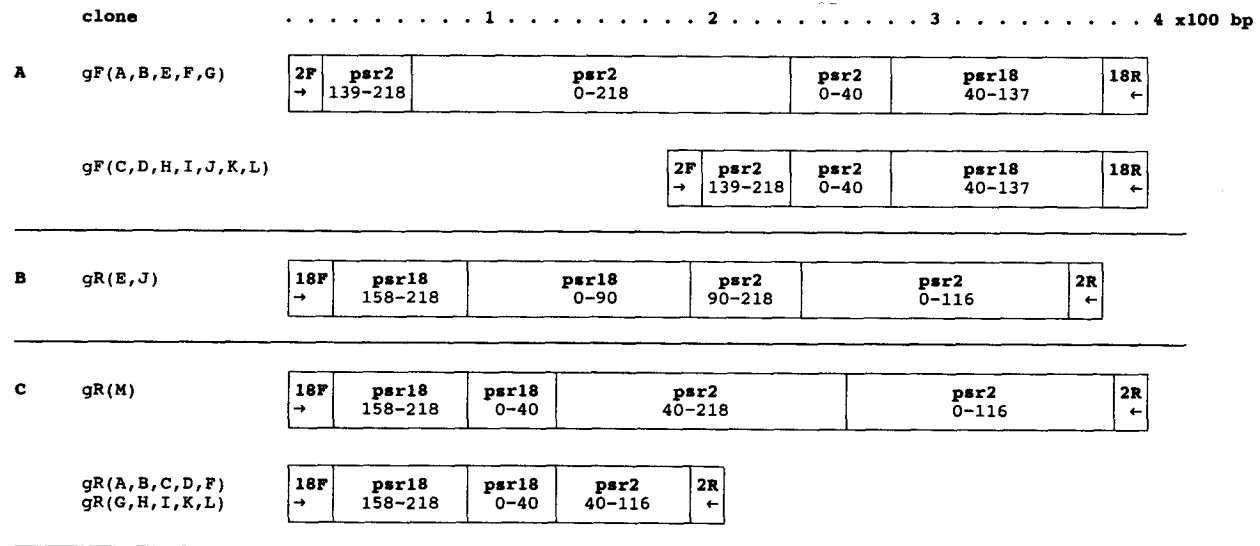 clone . . . . . . . . . 1 . . . . . . . . . 2 . . . . . . . . . 3 . . . . . . . . . 4 x100 bp
A gF(A,B,E,F,G) 2F psr2 psr2 psr2 psr18 18R
→ 139-218 0-218 0-40 40-137 ←
gF(C,D,H,I,J,K,L) 2F psr2 psr2 psr18 18R
→ 139-218 0-40 40-137 ←
B gR(E,J) 18F psr18 psr18 psr2 psr2 2R
→ 158-218 0-90 90-218 0-116 ←
C gR(M) 18F psr18 psr18 psr2 psr2 2R
→ 158-218 0-40 40-218 0-116 ←
gR(A,B,C,D,F) 18F psr18 psr18 psr2 2R
gR(G,H,I,K,L) → 158-218 0-40 40-116 ←